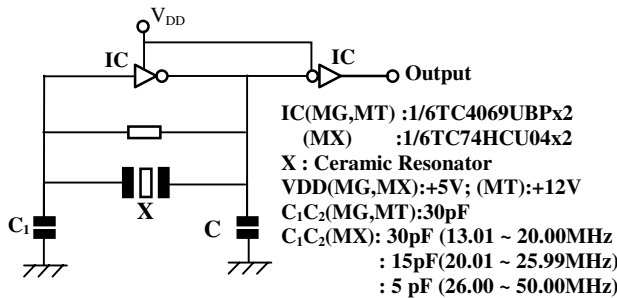 V_DD
IC
IC
Output
IC(MG,MT) :1/6TC4069UBPx2
(MX) :1/6TC74HCU04x2
X : Ceramic Resonator
VDD(MG,MX):+5V; (MT):+12V
C₁C₂(MG,MT):30pF
C₁C₂(MX): 30pF (13.01 ~ 20.00MHz
: 15pF(20.01 ~ 25.99MHz)
: 5 pF (26.00 ~ 50.00MHz)
X
C₁
C